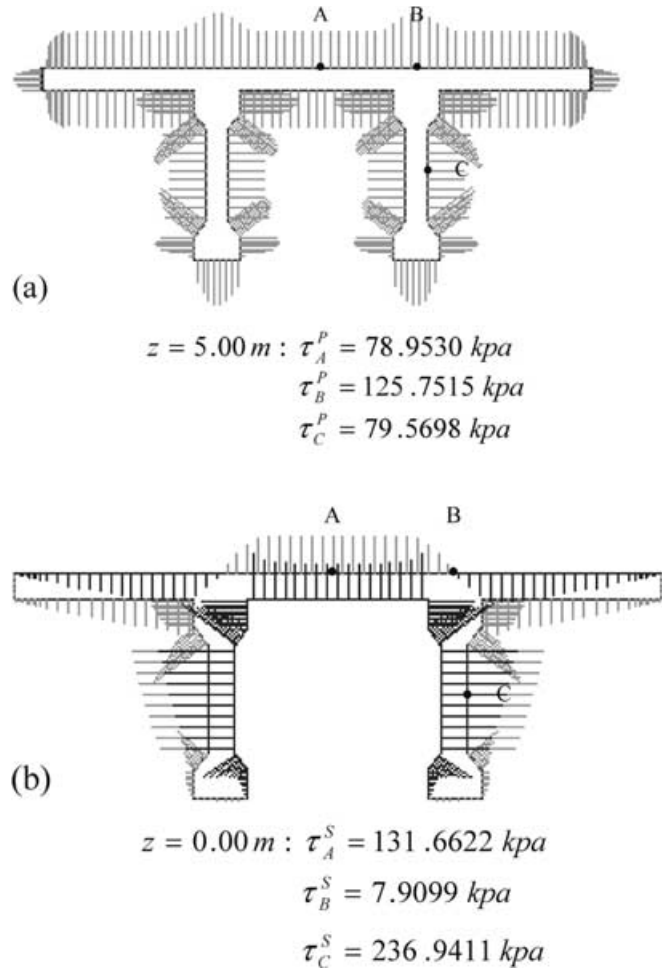 A B
C
(a)
z = 5.00 m : τ_A^P = 78.9530 kpa
τ_B^P = 125.7515 kpa
τ_C^P = 79.5698 kpa
A B
C
(b)
z = 0.00 m : τ_A^S = 131.6622 kpa
τ_B^S = 7.9099 kpa
τ_C^S = 236.9411 kpa